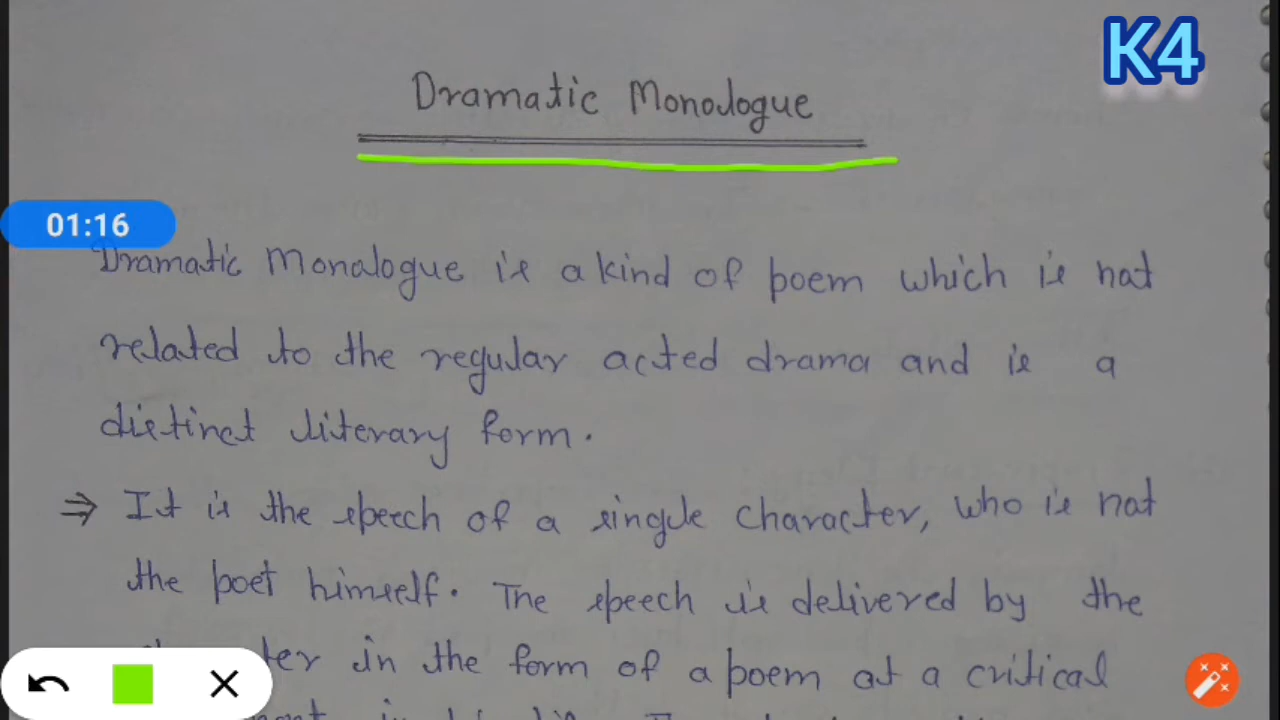 K4
Dramatic Monologue
01:16
Dramatic Monologue is a kind of poem which is not
related to the regular acted drama and is a
distinct literary form.
⇒ It is the speech of a single character, who is not
the poet himself. The speech is delivered by the
in the form of a poem at a critical
in